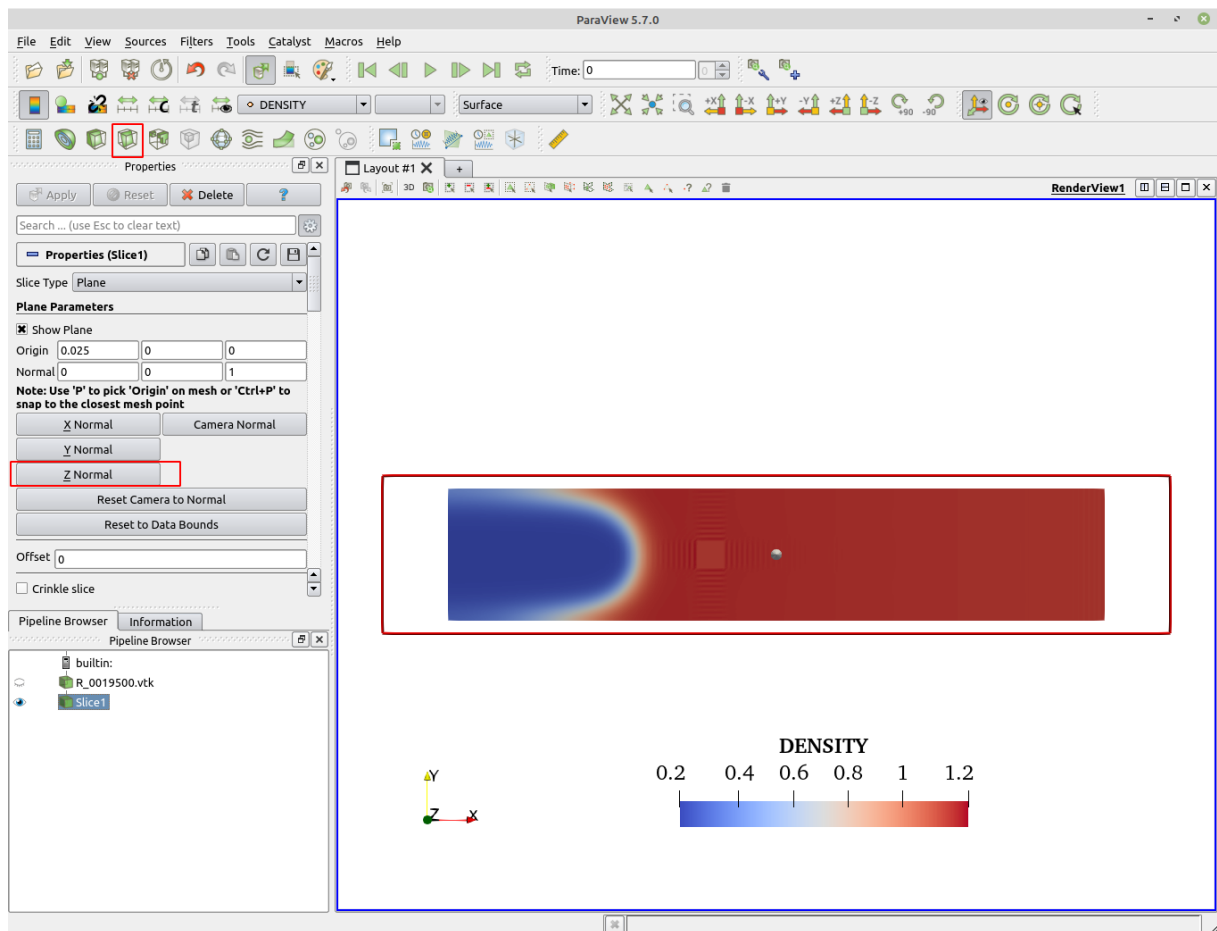 ParaView 5.7.0
File Edit View Sources Filters Tools Catalyst Macros Help
Time: 0 0
DENSITY Surface +X -X +Y -Y +Z -Z +90 -90
Properties
Layout #1 +
Apply Reset Delete ?
3D RenderView1
Search ... (use Esc to clear text)
Properties (Slice1)
Slice Type Plane
Plane Parameters
Show Plane
Origin 0.025 0 0
Normal 0 0 1
Note: Use 'P' to pick 'Origin' on mesh or 'Ctrl+P' to
snap to the closest mesh point
X Normal Camera Normal
Y Normal
Z Normal
Reset Camera to Normal
Reset to Data Bounds
Offset 0
Crinkle slice
Pipeline Browser Information
Pipeline Browser
builtin:
R_0019500.vtk
Slice1
DENSITY
0.2 0.4 0.6 0.8 1 1.2
Y
Z X